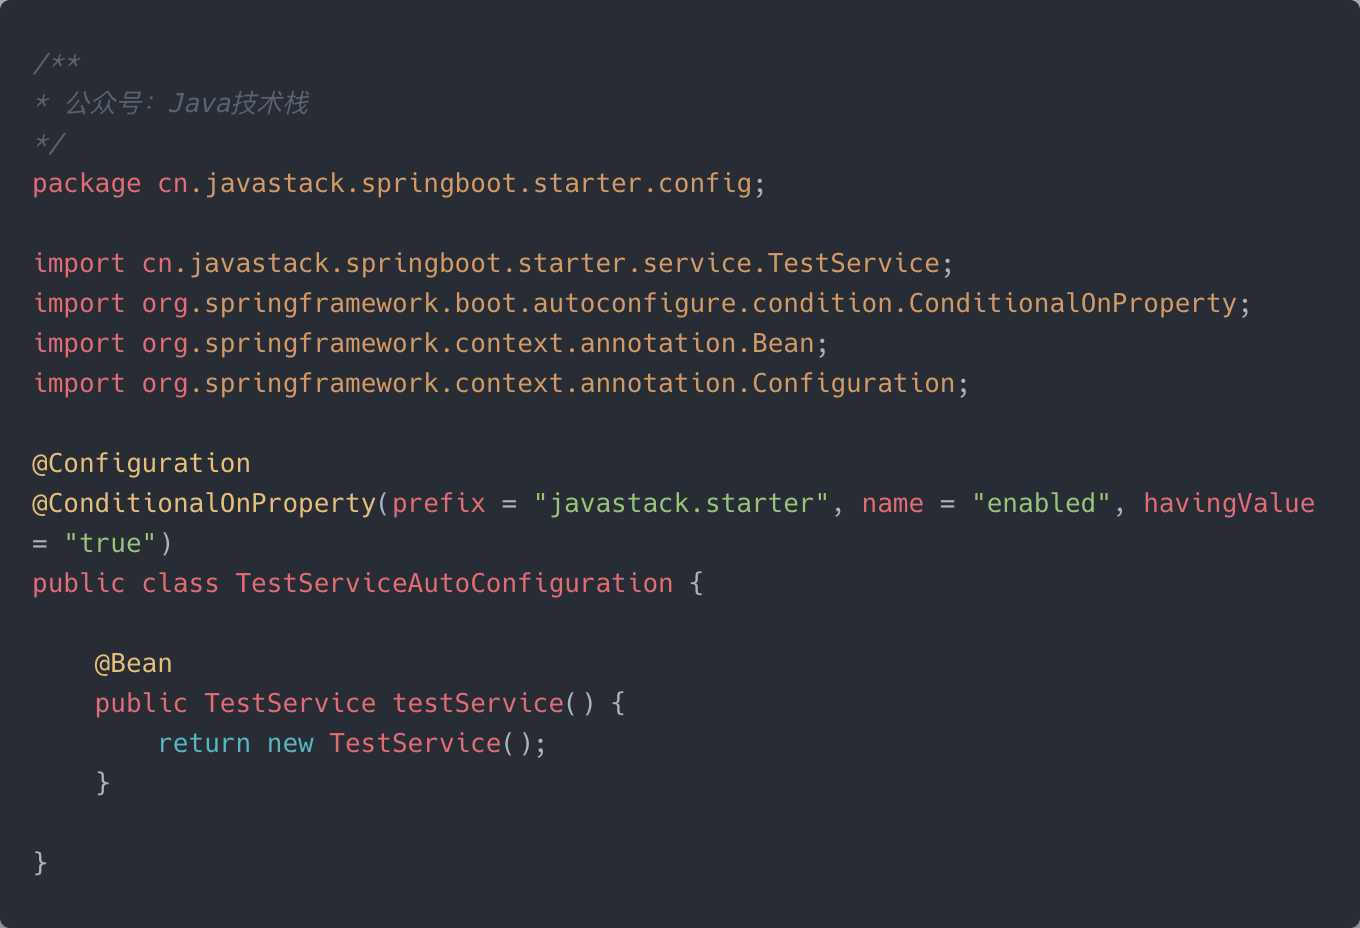 /**
* 公众号：Java技术栈
*/
package cn.javastack.springboot.starter.config;
import cn.javastack.springboot.starter.service.TestService;
import org.springframework.boot.autoconfigure.condition.ConditionalOnProperty;
import org.springframework.context.annotation.Bean;
import org.springframework.context.annotation.Configuration;
@Configuration
@ConditionalOnProperty(prefix = "javastack.starter", name = "enabled", havingValue
= "true")
public class TestServiceAutoConfiguration {
    @Bean
    public TestService testService() {
        return new TestService();
    }
}